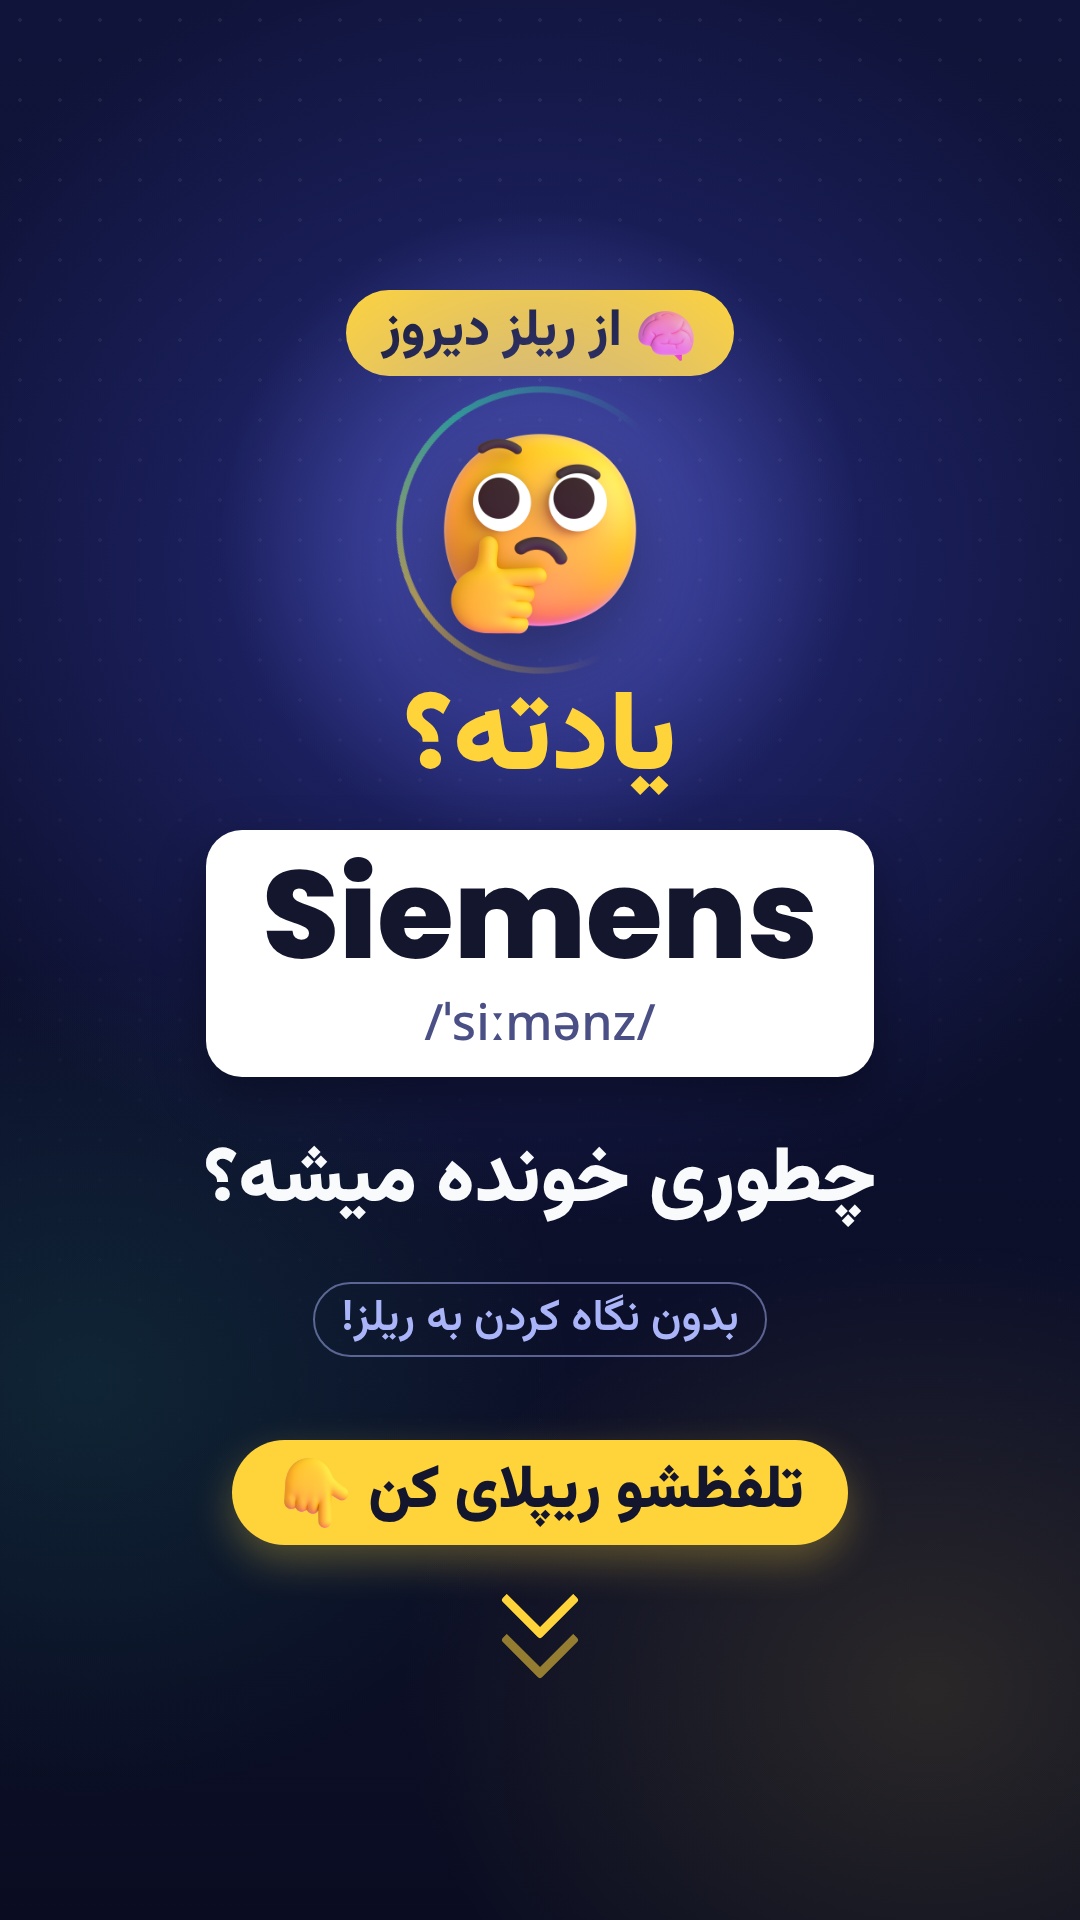 از ریلز دیروز
یادته؟
Siemens
/ˈsiːmənz/
چطوری خونده میشه؟
بدون نگاه کردن به ریلز!
تلفظشو ریپلای کن